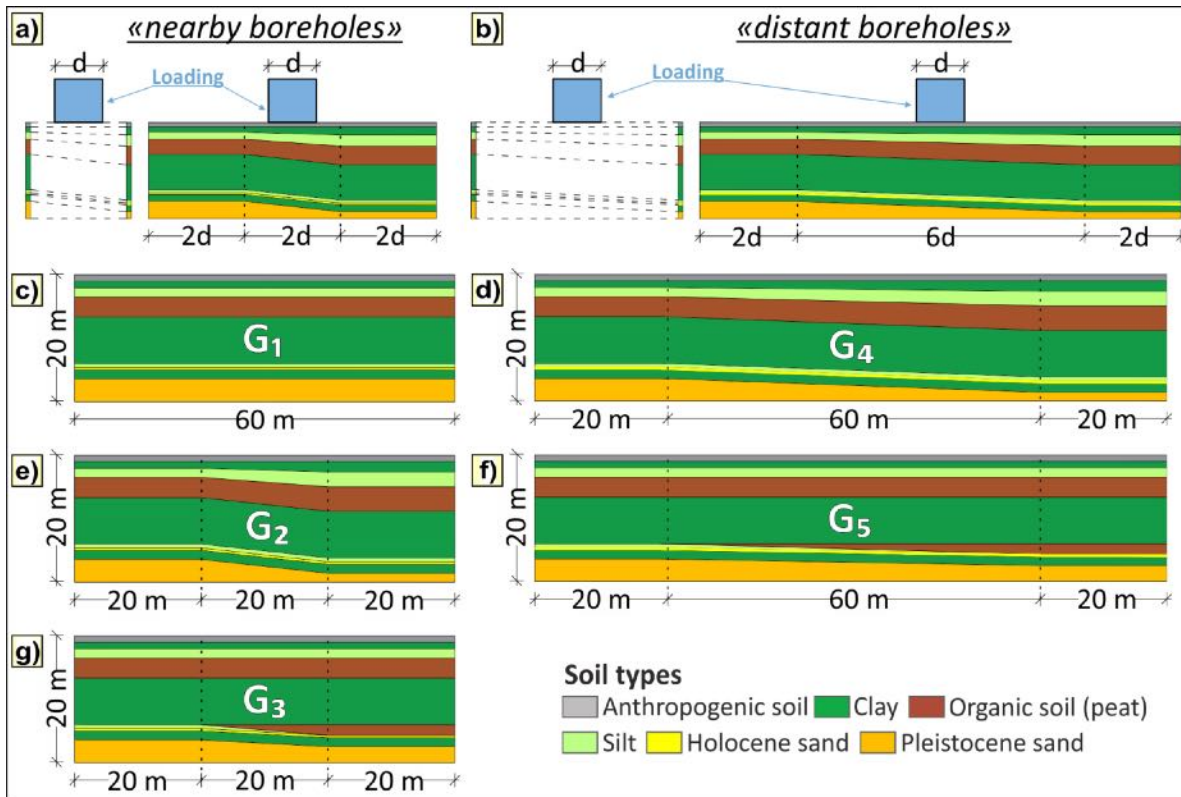 a) «nearby boreholes»
b) «distant boreholes»
d Loading d
d Loading d
2d 2d 2d
2d 6d 2d
c) 20 m G1
60 m
d) 20 m G4
20 m 60 m 20 m
e) 20 m G2
20 m 20 m 20 m
f) 20 m G5
20 m 60 m 20 m
g) 20 m G3
20 m 20 m 20 m
Soil types
Anthropogenic soil Clay Organic soil (peat)
Silt Holocene sand Pleistocene sand